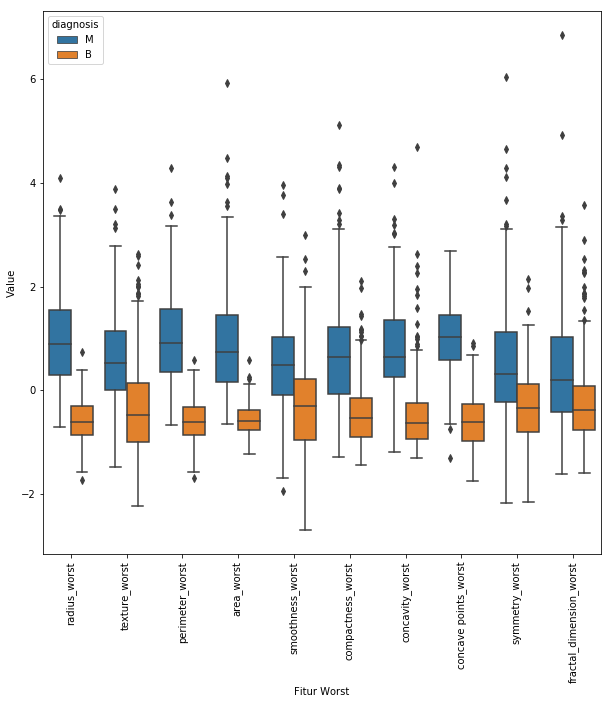 diagnosis
M
B
6
4
2
0
−2
Value
radius_worst
texture_worst
perimeter_worst
area_worst
smoothness_worst
compactness_worst
concavity_worst
concave points_worst
symmetry_worst
fractal_dimension_worst
Fitur Worst